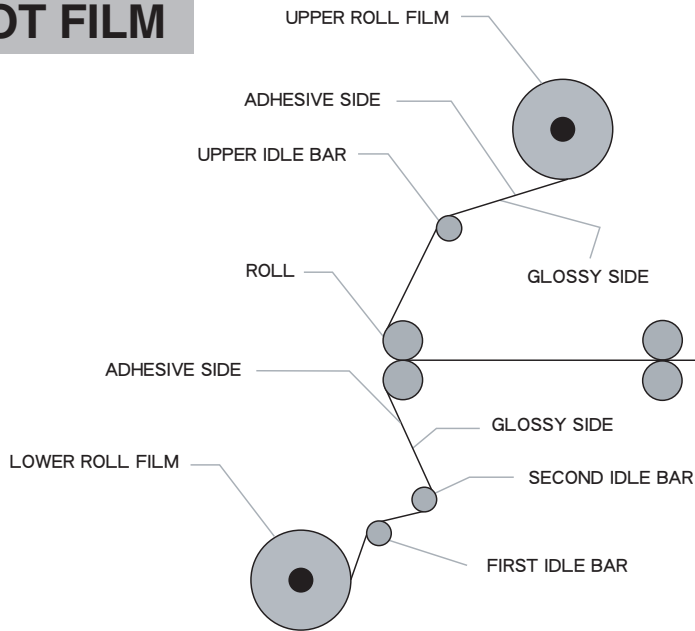 OT FILM
UPPER ROLL FILM
ADHESIVE SIDE
UPPER IDLE BAR
ROLL
GLOSSY SIDE
ADHESIVE SIDE
GLOSSY SIDE
LOWER ROLL FILM
SECOND IDLE BAR
FIRST IDLE BAR